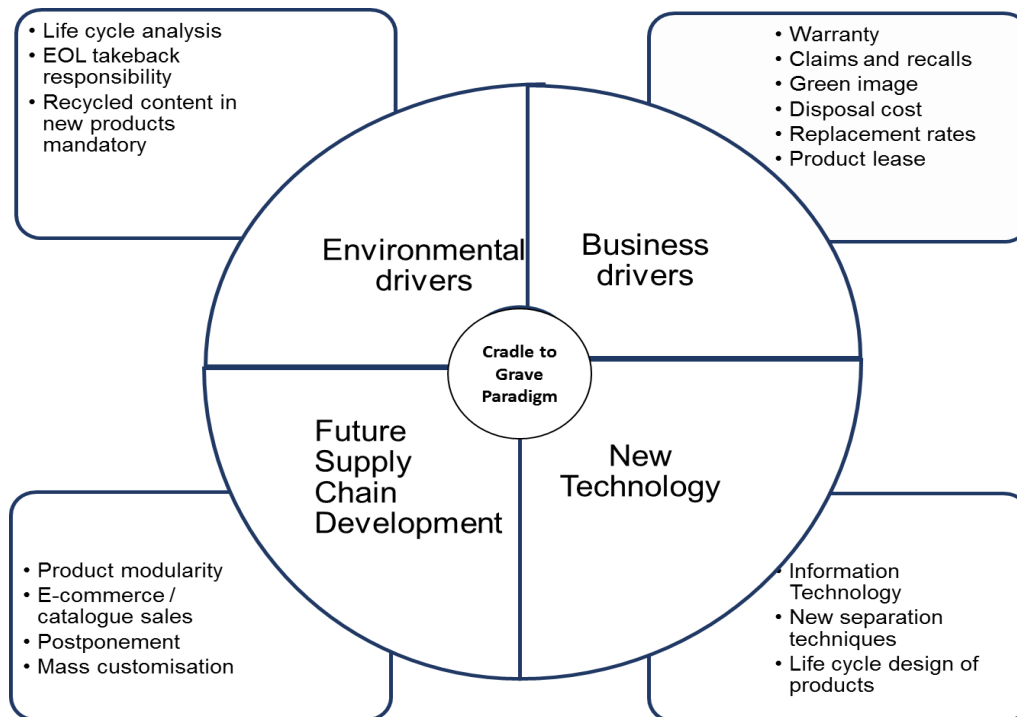 • Life cycle analysis
• EOL takeback
responsibility
• Recycled content in
new products
mandatory
• Warranty
• Claims and recalls
• Green image
• Disposal cost
• Replacement rates
• Product lease
Environmental
drivers
Business
drivers
Cradle to
Grave
Paradigm
Future
Supply
Chain
Development
New
Technology
• Product modularity
• E-commerce /
catalogue sales
• Postponement
• Mass customisation
• Information
Technology
• New separation
techniques
• Life cycle design of
products